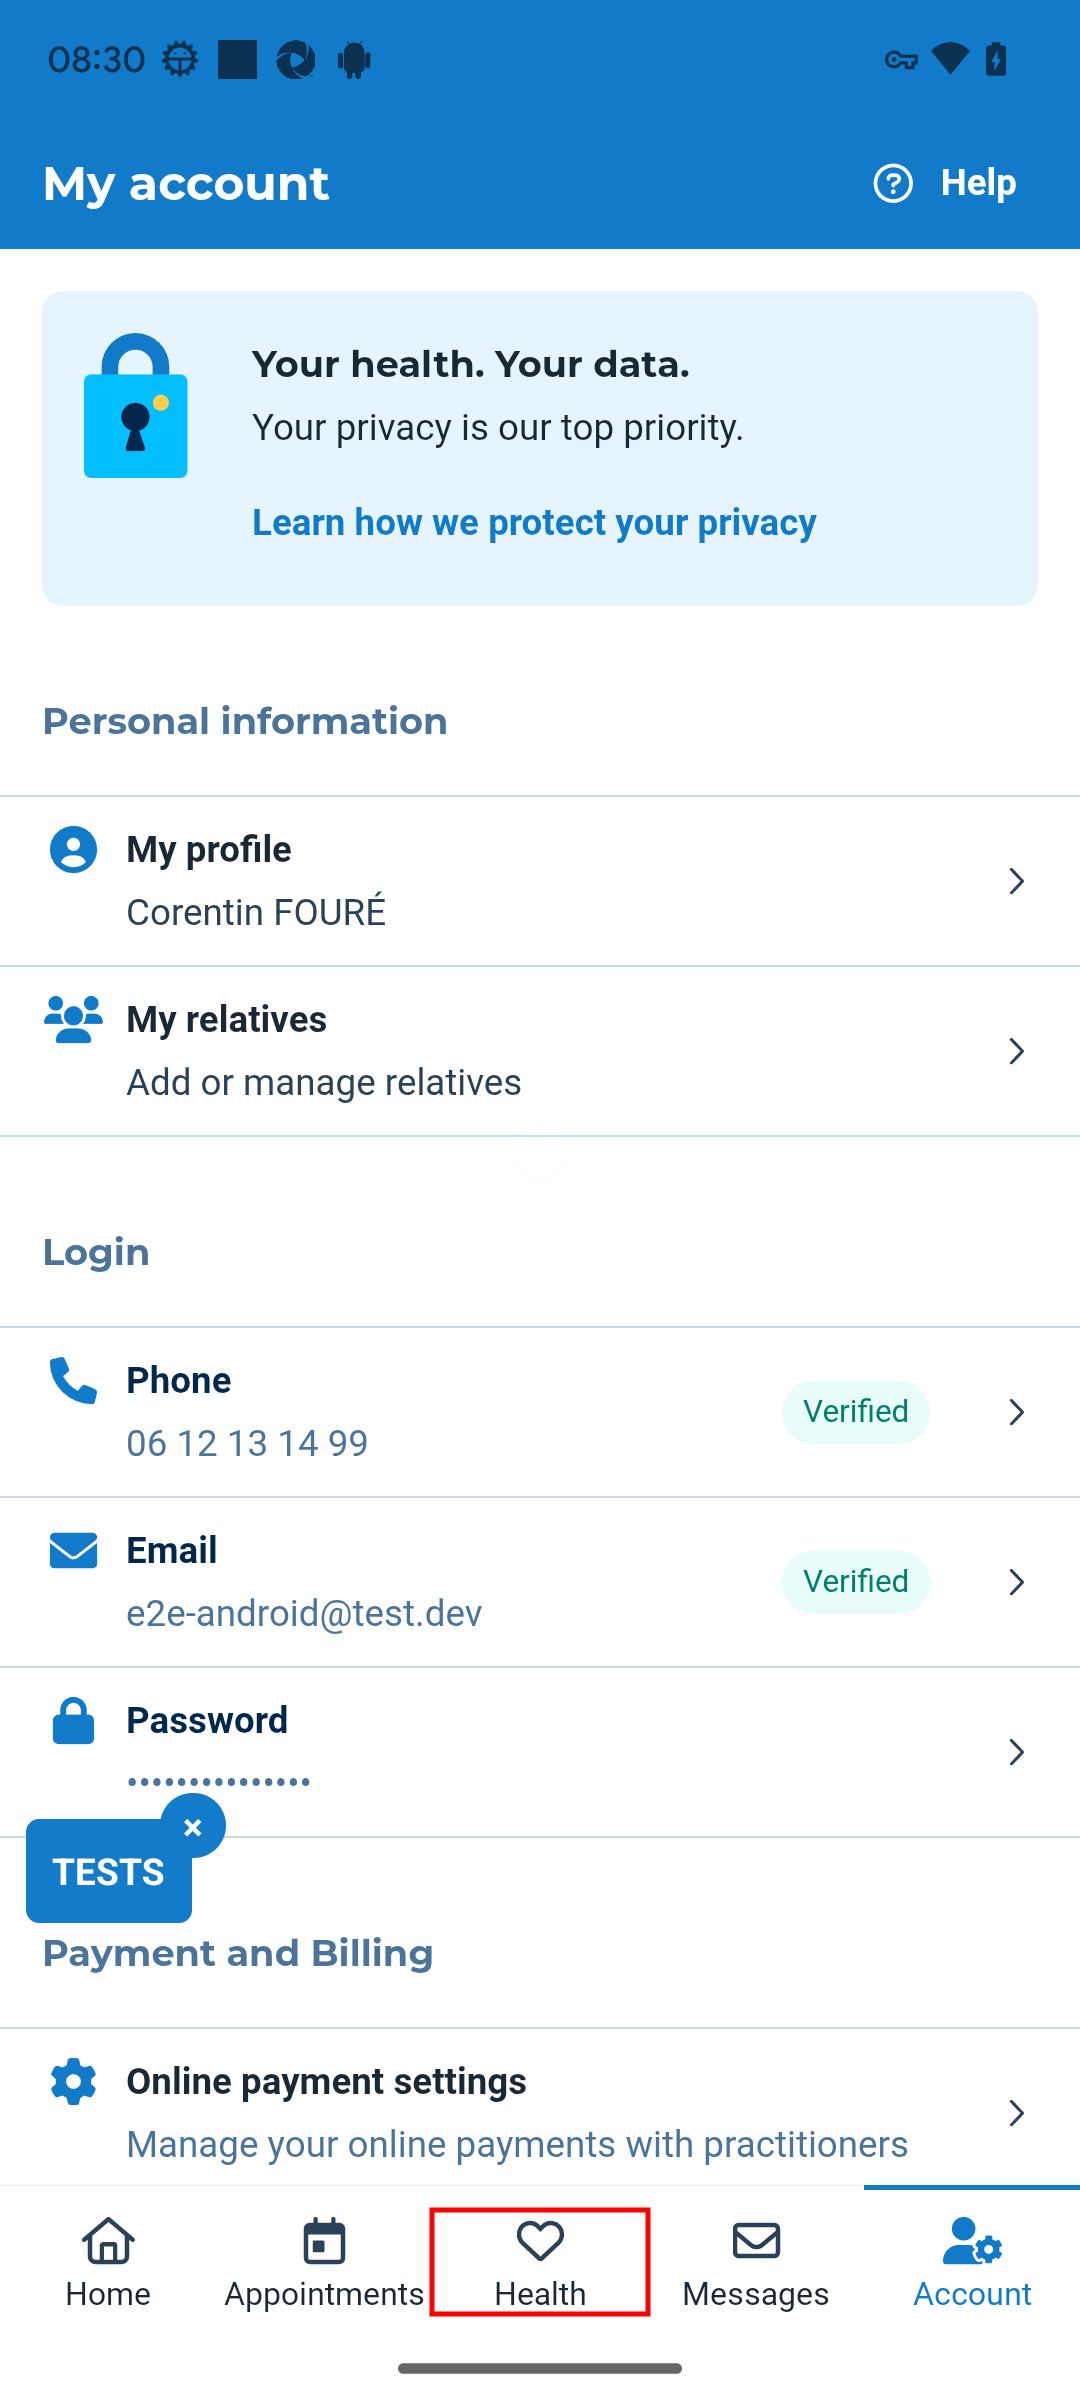 08:30
My account
Help
Your health. Your data.
Your privacy is our top priority.
Learn how we protect your privacy
Personal information
My profile
Corentin FOURÉ
My relatives
Add or manage relatives
Login
Phone
06 12 13 14 99
Verified
Email
e2e-android@test.dev
Verified
Password
•••••••••••••••
TESTS
×
Payment and Billing
Online payment settings
Manage your online payments with practitioners
Home
Appointments
Health
Messages
Account